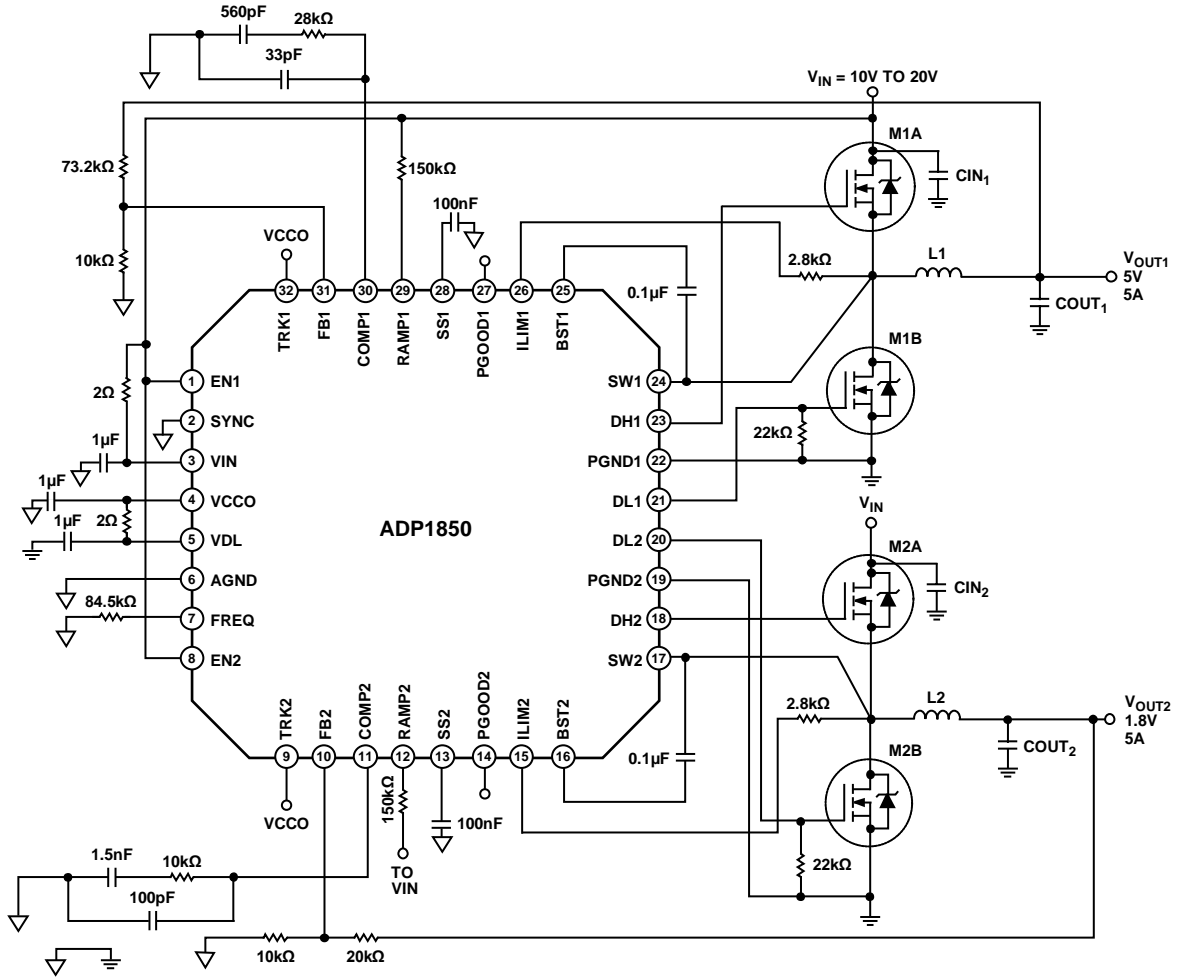 560pF
28kΩ
33pF
V_IN = 10V TO 20V
M1A
73.2kΩ
150kΩ
CIN₁
100nF
VCCO
10kΩ
2.8kΩ
L1
V_OUT1
5V
5A
0.1µF
COUT₁
32 31 30 29 28 27 26 25
TRK1
FB1
COMP1
RAMP1
SS1
PGOOD1
ILIM1
BST1
M1B
1 EN1
SW1 24
2Ω
2 SYNC
DH1 23
22kΩ
1µF
3 VIN
PGND1 22
1µF
4 VCCO
DL1 21
2Ω
V_IN
1µF
5 VDL
ADP1850
DL2 20
M2A
6 AGND
PGND2 19
CIN₂
84.5kΩ
7 FREQ
DH2 18
8 EN2
SW2 17
TRK2
FB2
COMP2
RAMP2
SS2
PGOOD2
ILIM2
BST2
2.8kΩ
L2
V_OUT2
1.8V
5A
COUT₂
9 10 11 12 13 14 15 16
0.1µF
M2B
150kΩ
VCCO
100nF
TO
VIN
22kΩ
1.5nF
10kΩ
100pF
10kΩ
20kΩ